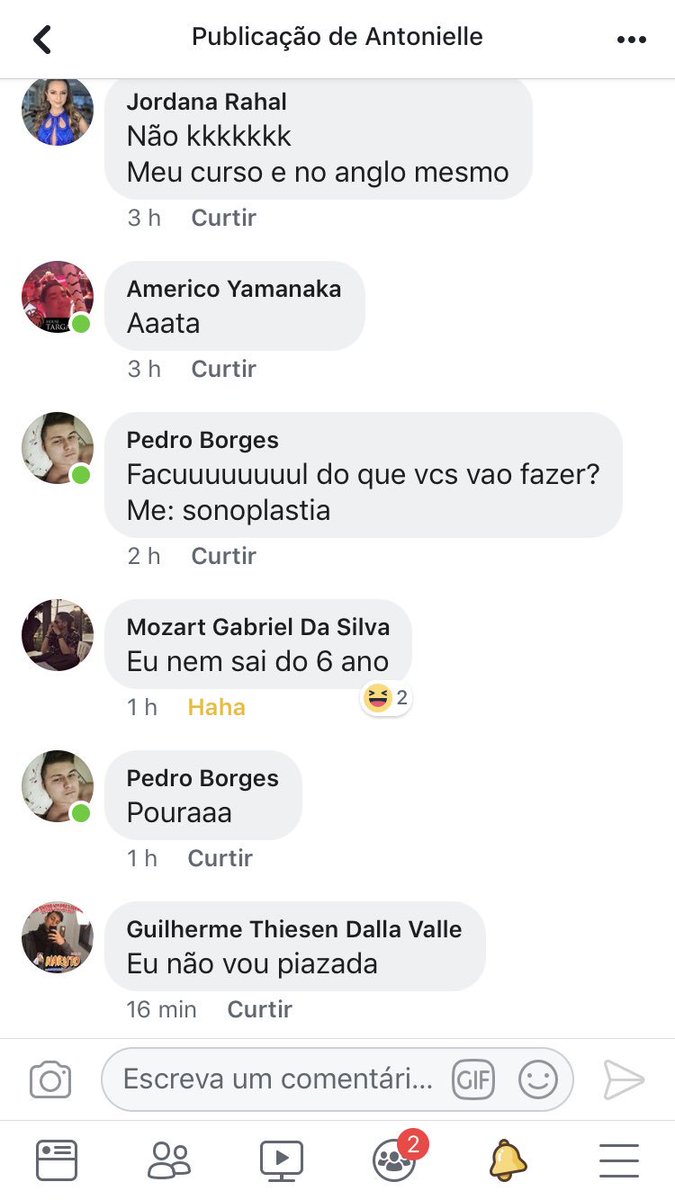 Publicação de Antonielle
Jordana Rahal
Não kkkkkkk
Meu curso e no anglo mesmo
3 h Curtir
Americo Yamanaka
Aaata
TARGA
3 h Curtir
Pedro Borges
Facuuuuuuuul do que vcs vao fazer?
Me: sonoplastia
2 h Curtir
Mozart Gabriel Da Silva
Eu nem sai do 6 ano
1 h Haha
2
Pedro Borges
Pouraaa
1 h Curtir
Guilherme Thiesen Dalla Valle
Eu não vou piazada
NARUTO
16 min Curtir
Escreva um comentári... GIF
2